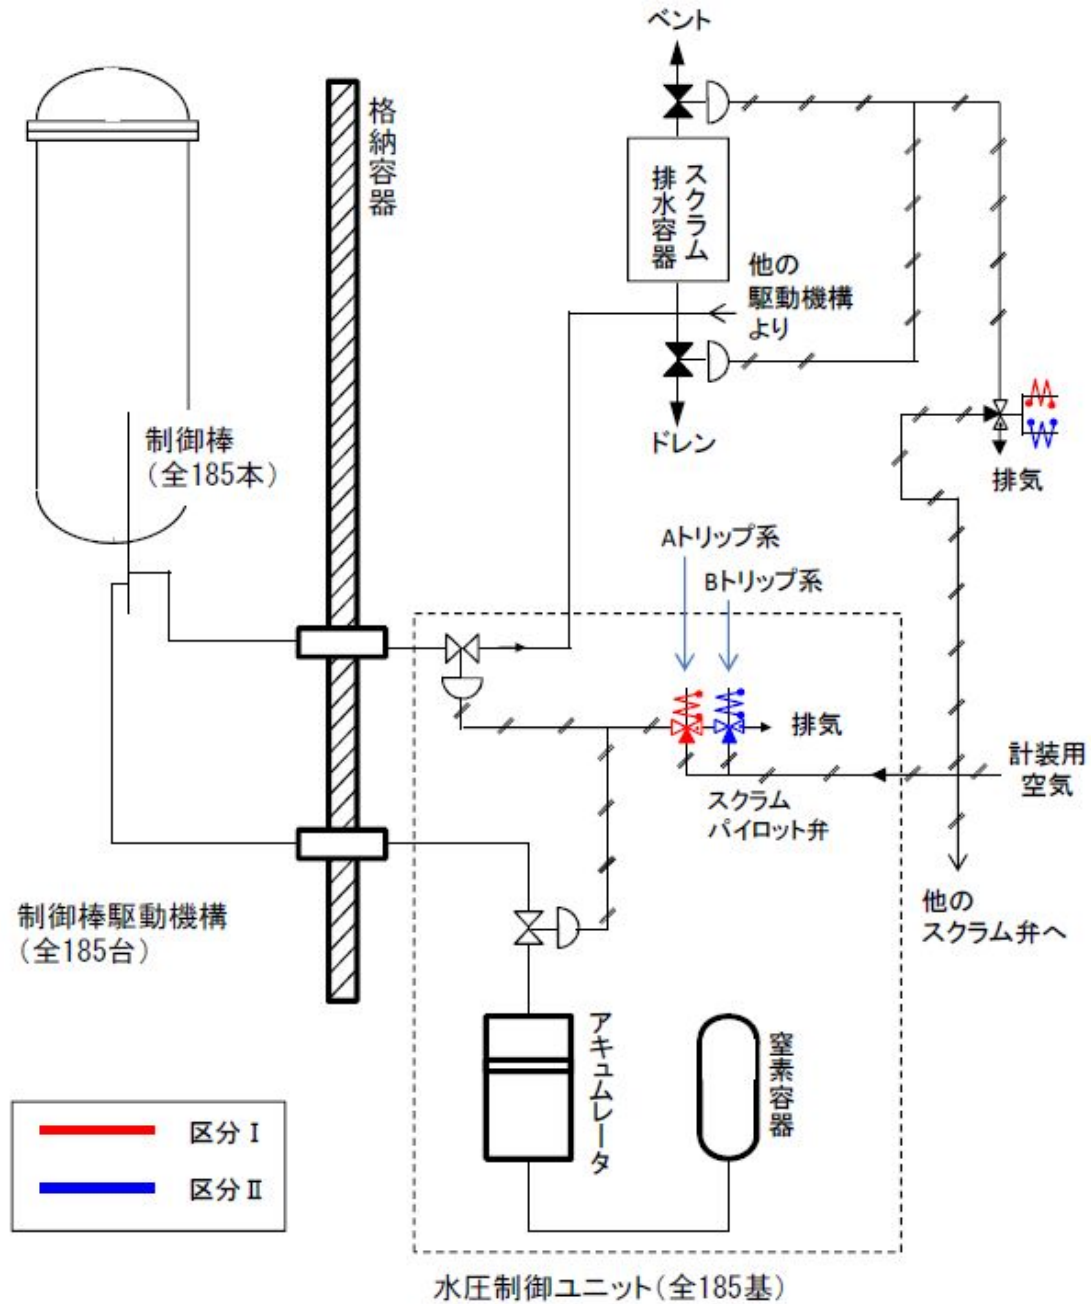 ベント
格納容器
スクラム
排水容器
他の
駆動機構
より
ドレン
排気
制御棒
（全185本）
Aトリップ系
Bトリップ系
排気
計装用
空気
スクラム
パイロット弁
他の
スクラム弁へ
制御棒駆動機構
（全185台）
アキュムレータ
窒素容器
区分Ⅰ
区分Ⅱ
水圧制御ユニット（全185基）